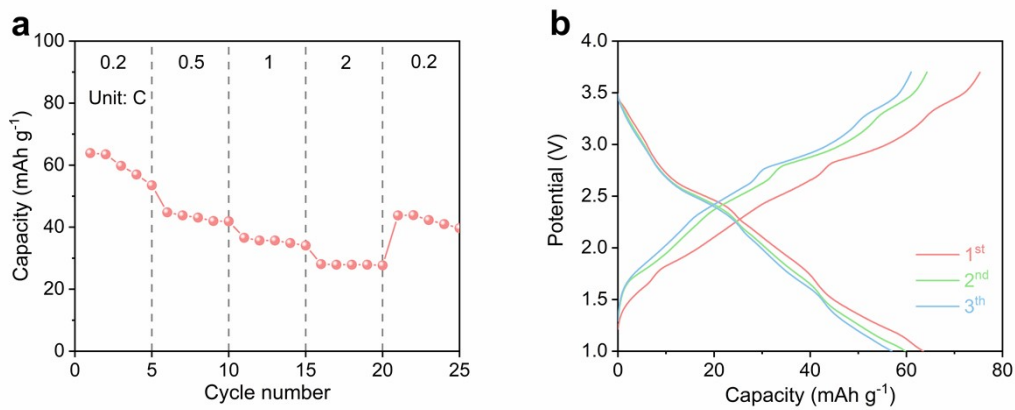 a
100
80
60
40
20
0
0.2 0.5 1 2 0.2
Unit: C
Capacity (mAh g⁻¹)
0 5 10 15 20 25
Cycle number
b
4.0
3.5
3.0
2.5
2.0
1.5
1.0
Potential (V)
1st
2nd
3th
0 20 40 60 80
Capacity (mAh g⁻¹)